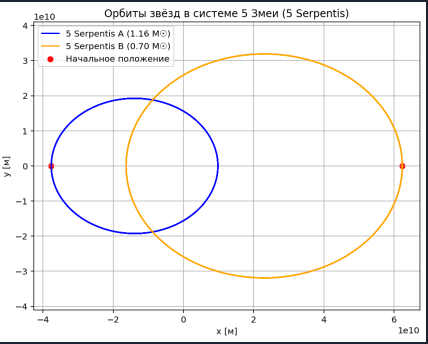 Орбиты звёзд в системе 5 Змеи (5 Serpentis)
1e10
5 Serpentis A (1.16 M☉)
5 Serpentis B (0.70 M☉)
Начальное положение
4
3
2
1
0
−1
−2
−3
−4
y [м]
−4 −2 0 2 4 6
x [м]
1e10